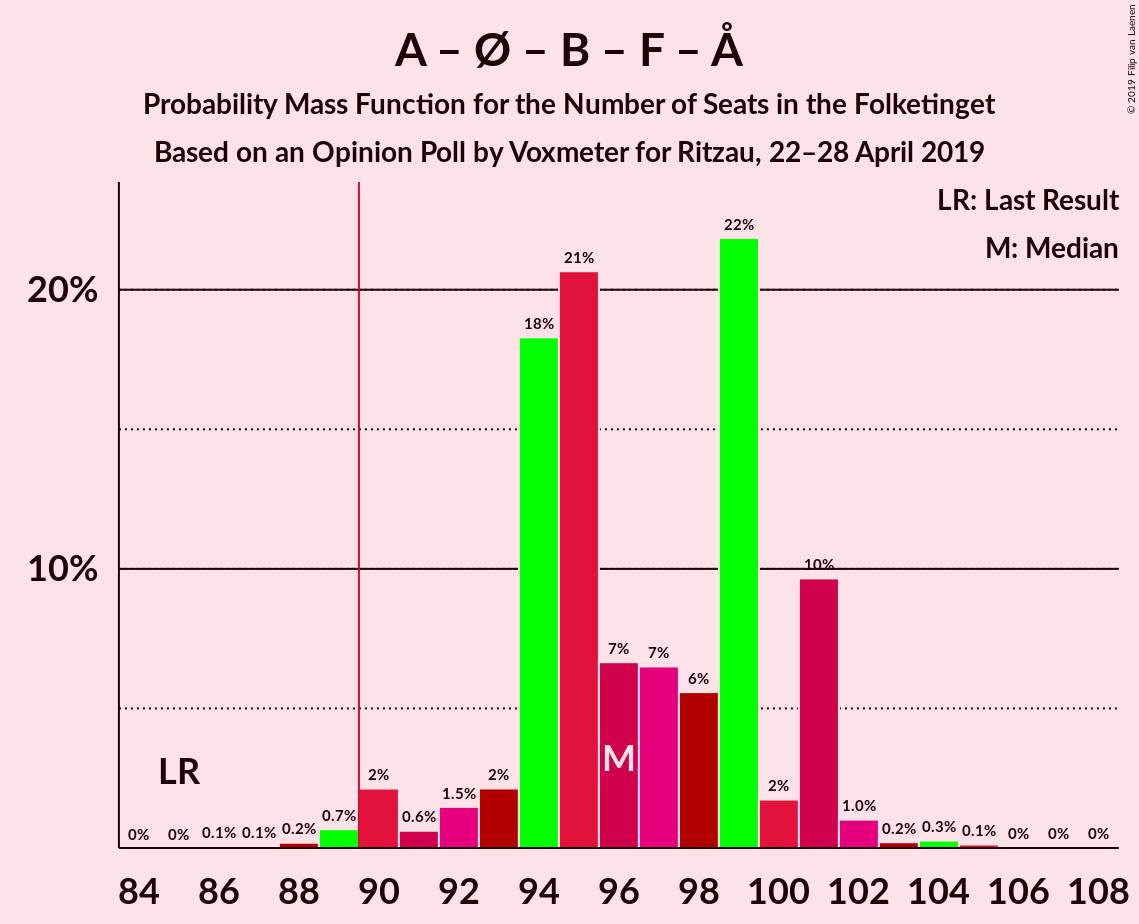 A – Ø – B – F – Å
Probability Mass Function for the Number of Seats in the Folketinget
Based on an Opinion Poll by Voxmeter for Ritzau, 22–28 April 2019
© 2019 Filip van Laenen
LR: Last Result
M: Median
20%
10%
LR
M
0% 0% 0.1% 0.1% 0.2% 0.7% 2% 0.6% 1.5% 2% 18% 21% 7% 7% 6% 22% 2% 10% 1.0% 0.2% 0.3% 0.1% 0% 0% 0%
84 86 88 90 92 94 96 98 100 102 104 106 108